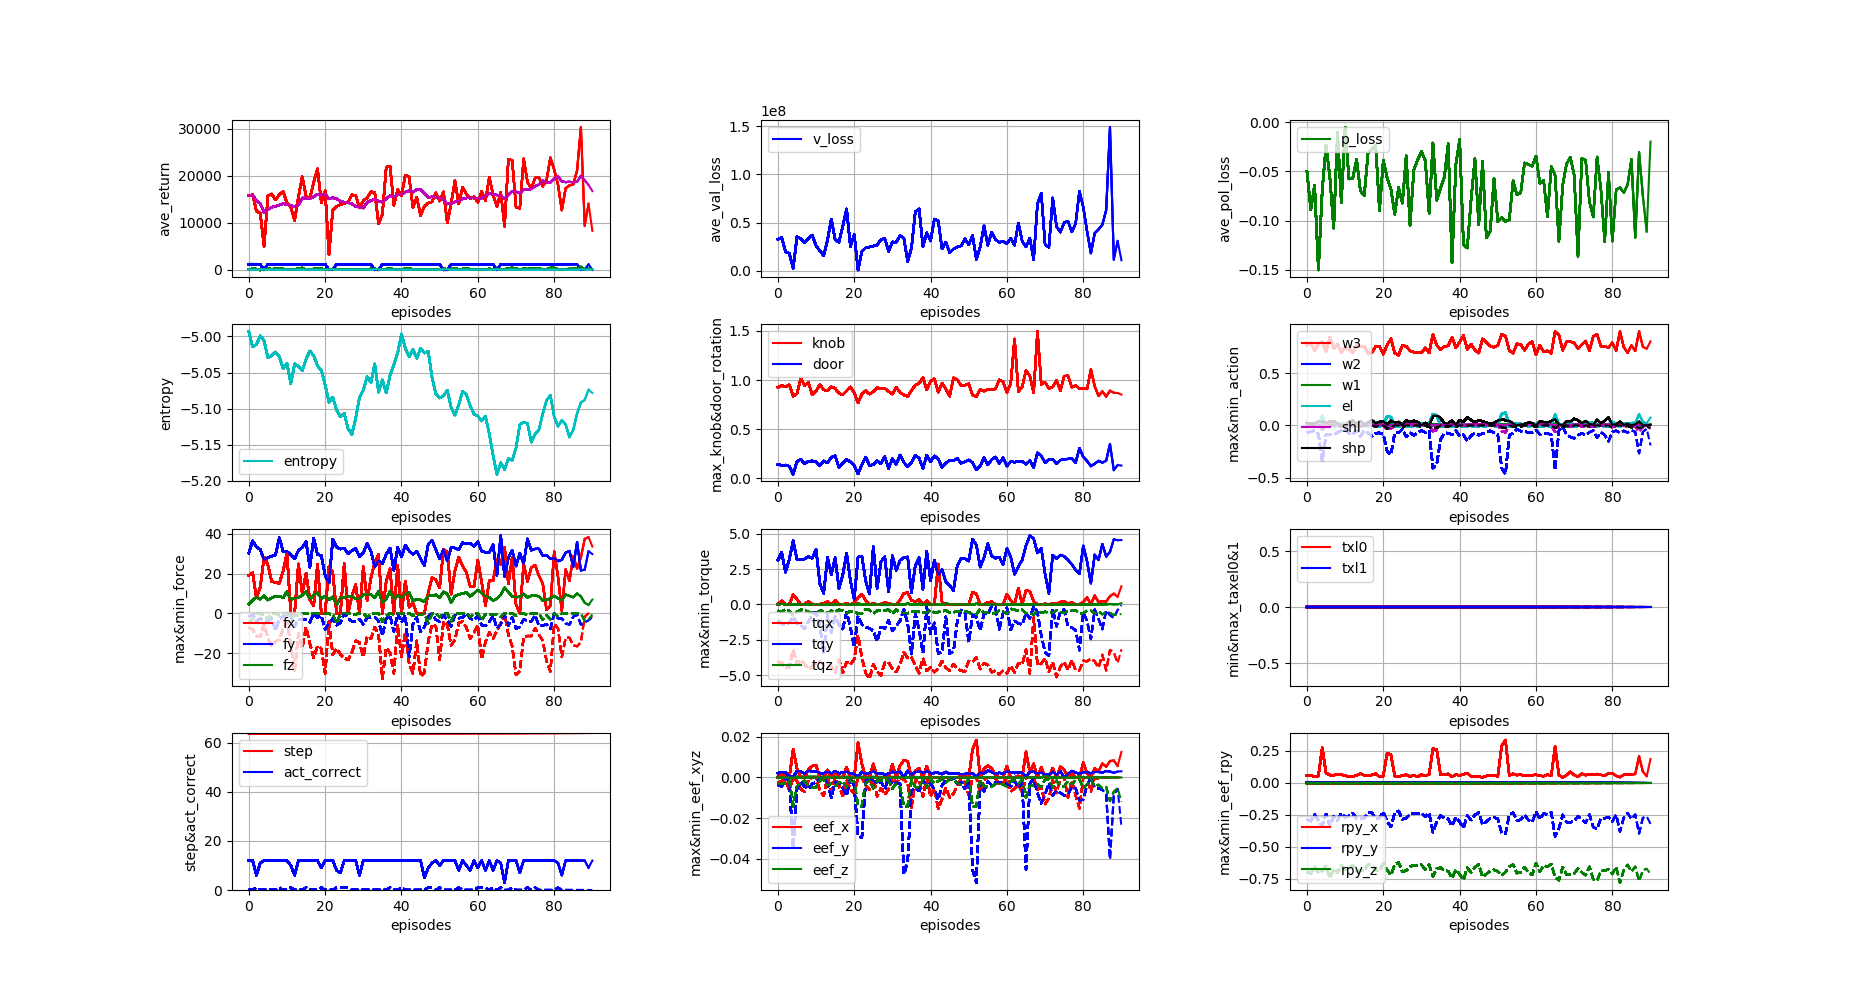 30000
20000
10000
0
ave_return
0 20 40 60 80
episodes
1e8
1.5
1.0
0.5
0.0
ave_val_loss
v_loss
0 20 40 60 80
episodes
0.00
−0.05
−0.10
−0.15
ave_pol_loss
p_loss
0 20 40 60 80
episodes
−5.00
−5.05
−5.10
−5.15
−5.20
entropy
entropy
0 20 40 60 80
episodes
1.5
1.0
0.5
0.0
max_knob&door_rotation
knob
door
0 20 40 60 80
episodes
0.5
0.0
−0.5
max&min_action
w3
w2
w1
el
shl
shp
0 20 40 60 80
episodes
40
20
0
−20
max&min_force
fx
fy
fz
0 20 40 60 80
episodes
5.0
2.5
0.0
−2.5
−5.0
max&min_torque
tqx
tqy
tqz
0 20 40 60 80
episodes
0.5
0.0
−0.5
min&max_taxel0&1
txl0
txl1
0 20 40 60 80
episodes
60
40
20
0
step&act_correct
step
act_correct
0 20 40 60 80
episodes
0.02
0.00
−0.02
−0.04
max&min_eef_xyz
eef_x
eef_y
eef_z
0 20 40 60 80
episodes
0.25
0.00
−0.25
−0.50
−0.75
max&min_eef_rpy
rpy_x
rpy_y
rpy_z
0 20 40 60 80
episodes